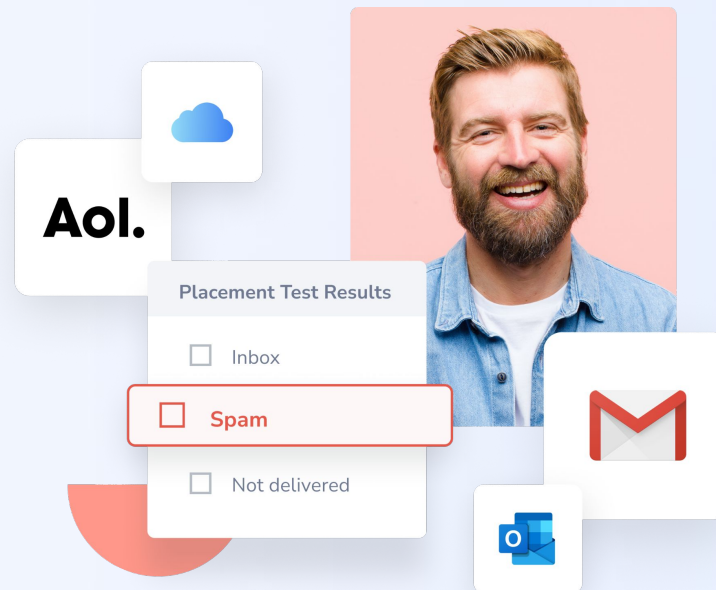 Aol.
Placement Test Results
Inbox
Spam
Not delivered
O